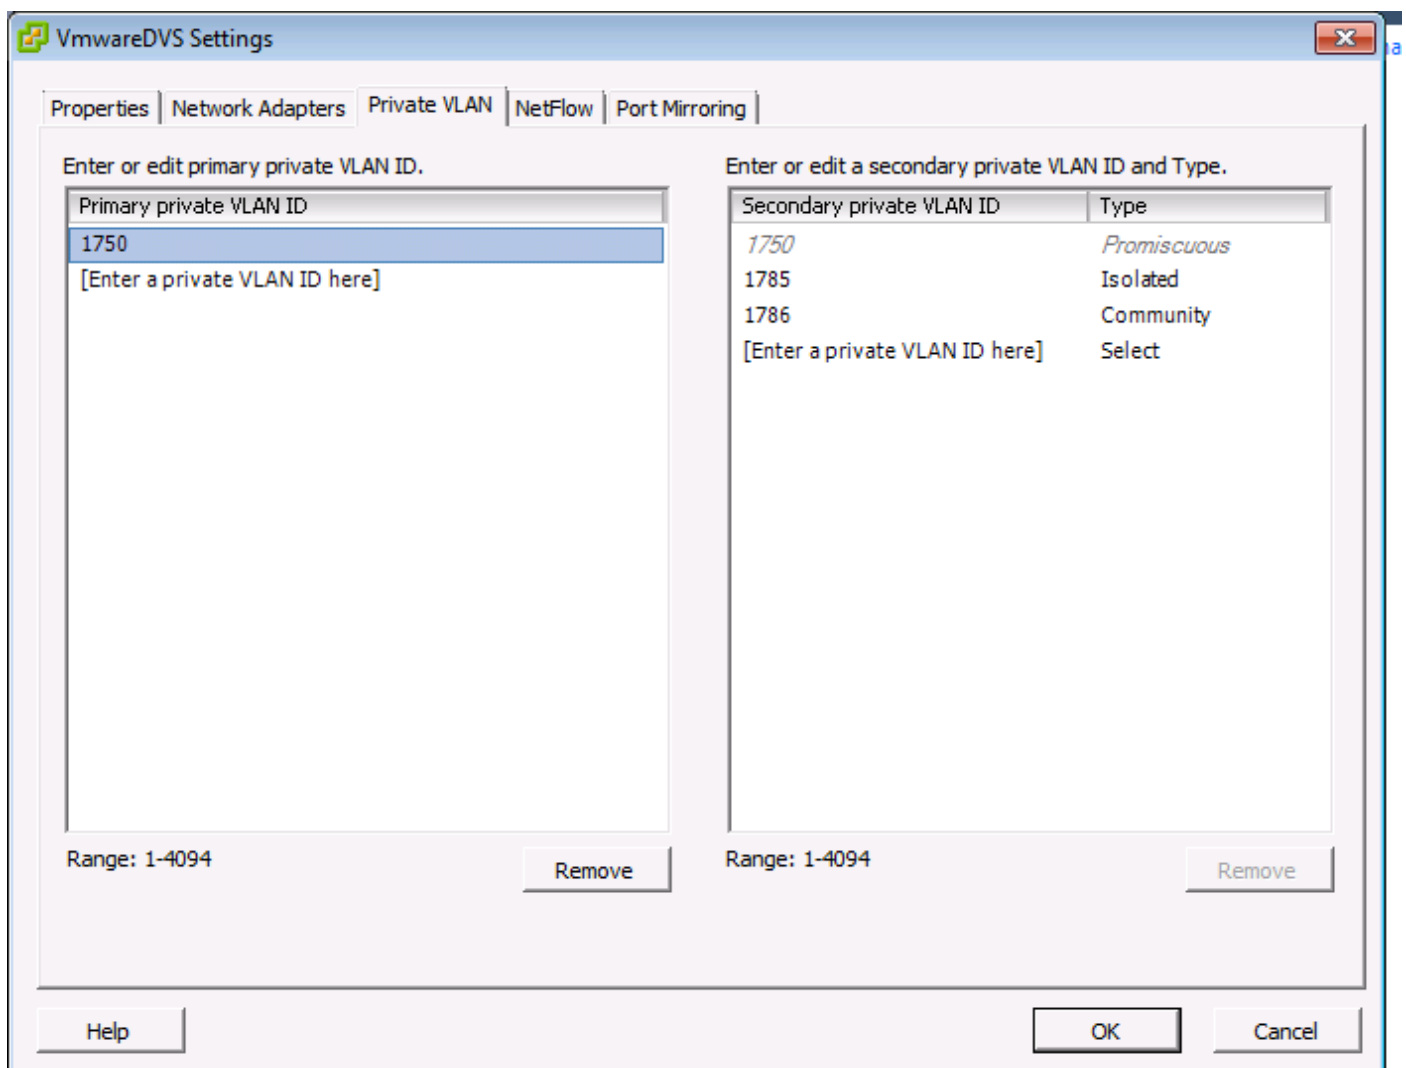 VmwareDVS Settings
Properties Network Adapters Private VLAN NetFlow Port Mirroring
Enter or edit primary private VLAN ID.
Primary private VLAN ID
1750
[Enter a private VLAN ID here]
Range: 1-4094
Remove
Enter or edit a secondary private VLAN ID and Type.
Secondary private VLAN ID Type
1750 Promiscuous
1785 Isolated
1786 Community
[Enter a private VLAN ID here] Select
Range: 1-4094
Remove
Help OK Cancel